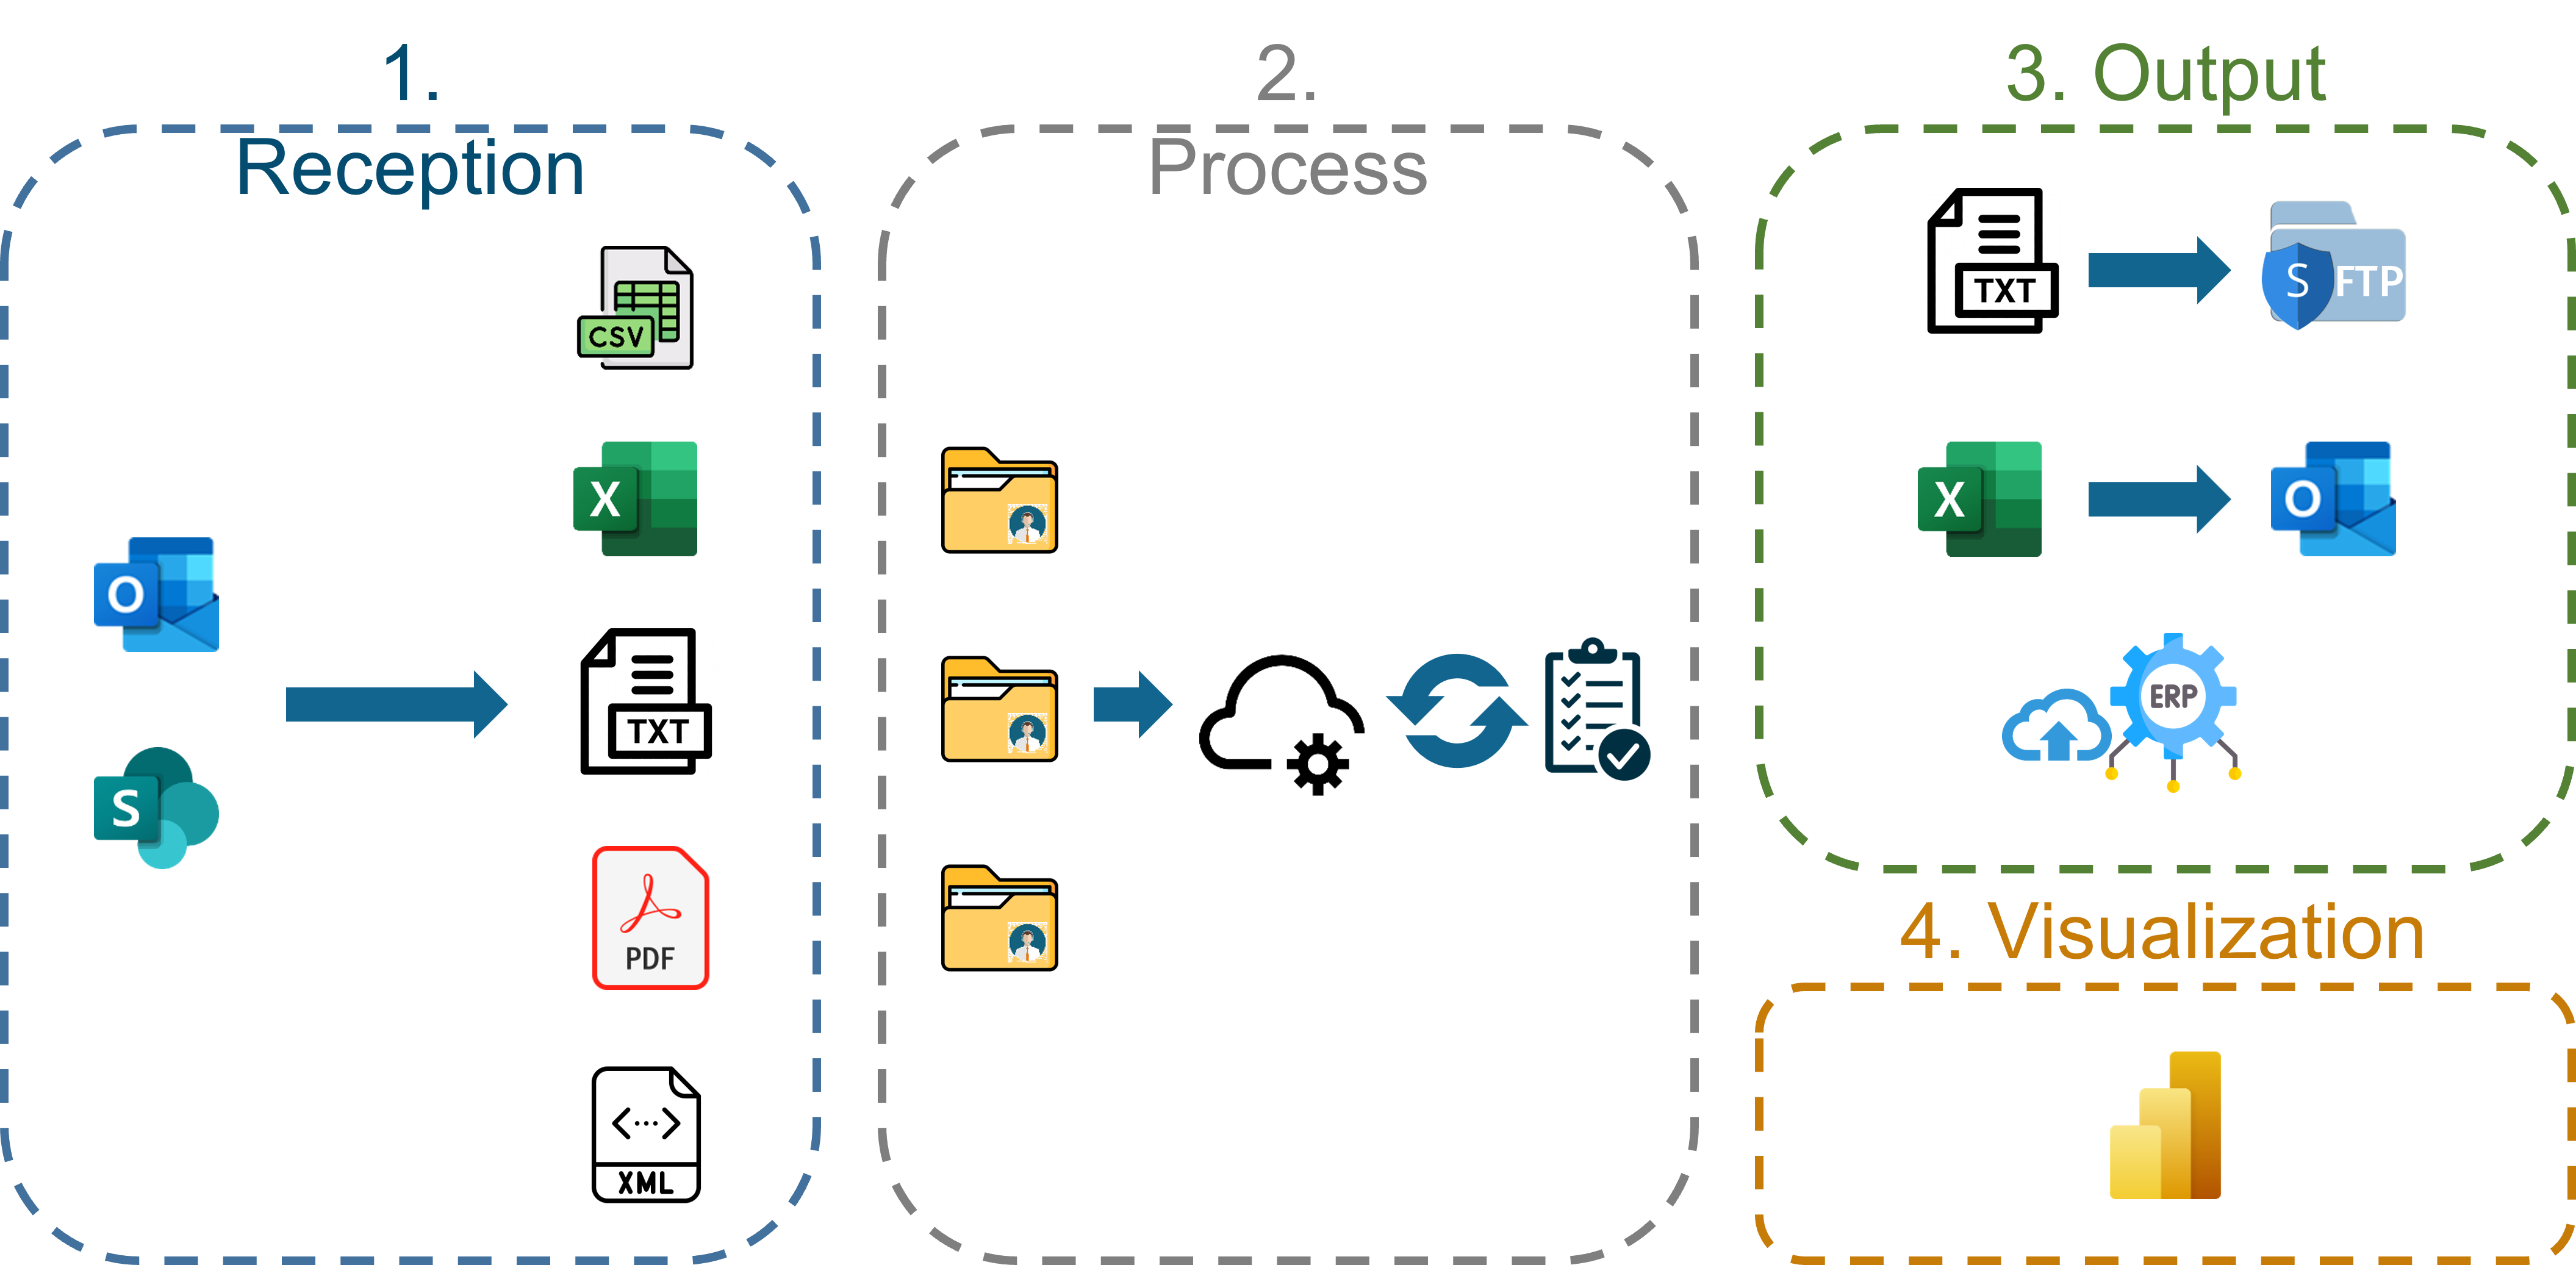 1.
Reception
CSV
X
O
TXT
S
PDF
XML
2.
Process
3. Output
TXT
S FTP
X
O
ERP
4. Visualization